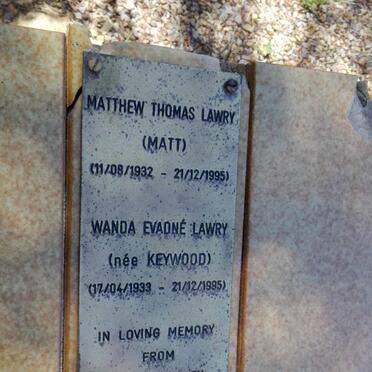 MATTHEW THOMAS LAWRY
(MATT)
(11/08/1932 - 21/12/1995)
WANDA EVADNÉ LAWRY
(née KEYWOOD)
(17/04/1933 - 21/12/1995)
IN LOVING MEMORY
FROM